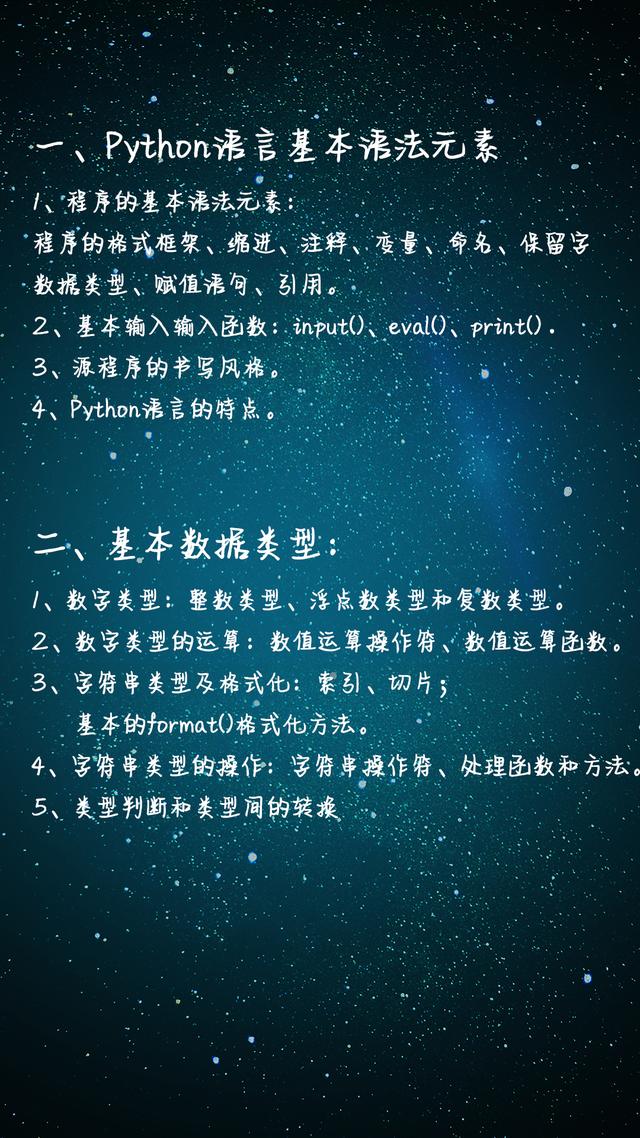 一、Python语言基本语法元素
1、程序的基本语法元素：
程序的格式框架、缩进、注释、变量、命名、保留字
数据类型、赋值语句、引用。
2、基本输入输入函数：input()、eval()、print() .
3、源程序的书写风格。
4、Python语言的特点。
二、基本数据类型：
1、数字类型：整数类型、浮点数类型和复数类型。
2、数字类型的运算：数值运算操作符、数值运算函数。
3、字符串类型及格式化：索引、切片；
基本的format()格式化方法。
4、字符串类型的操作：字符串操作符、处理函数和方法。
5、类型判断和类型间的转换